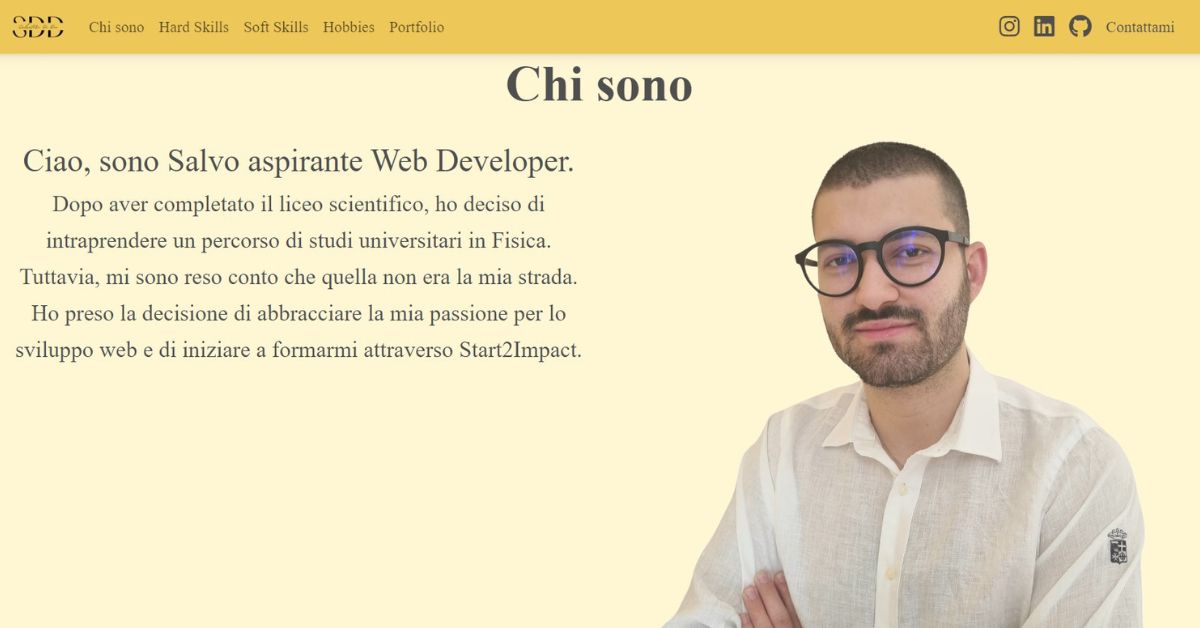 SDD
Chi sono
Hard Skills
Soft Skills
Hobbies
Portfolio
Contattami
Chi sono
Ciao, sono Salvo aspirante Web Developer.
Dopo aver completato il liceo scientifico, ho deciso di
intraprendere un percorso di studi universitari in Fisica.
Tuttavia, mi sono reso conto che quella non era la mia strada.
Ho preso la decisione di abbracciare la mia passione per lo
sviluppo web e di iniziare a formarmi attraverso Start2Impact.